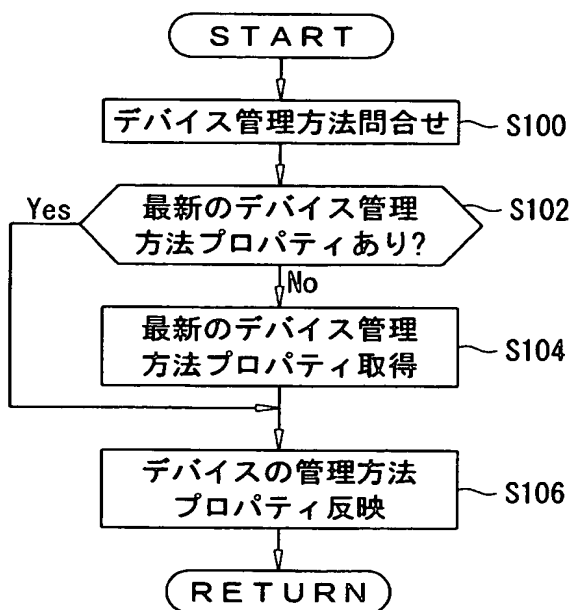 START
デバイス管理方法問合せ
S100
Yes
最新のデバイス管理
方法プロパティあり?
S102
No
最新のデバイス管理
方法プロパティ取得
S104
デバイスの管理方法
プロパティ反映
S106
RETURN